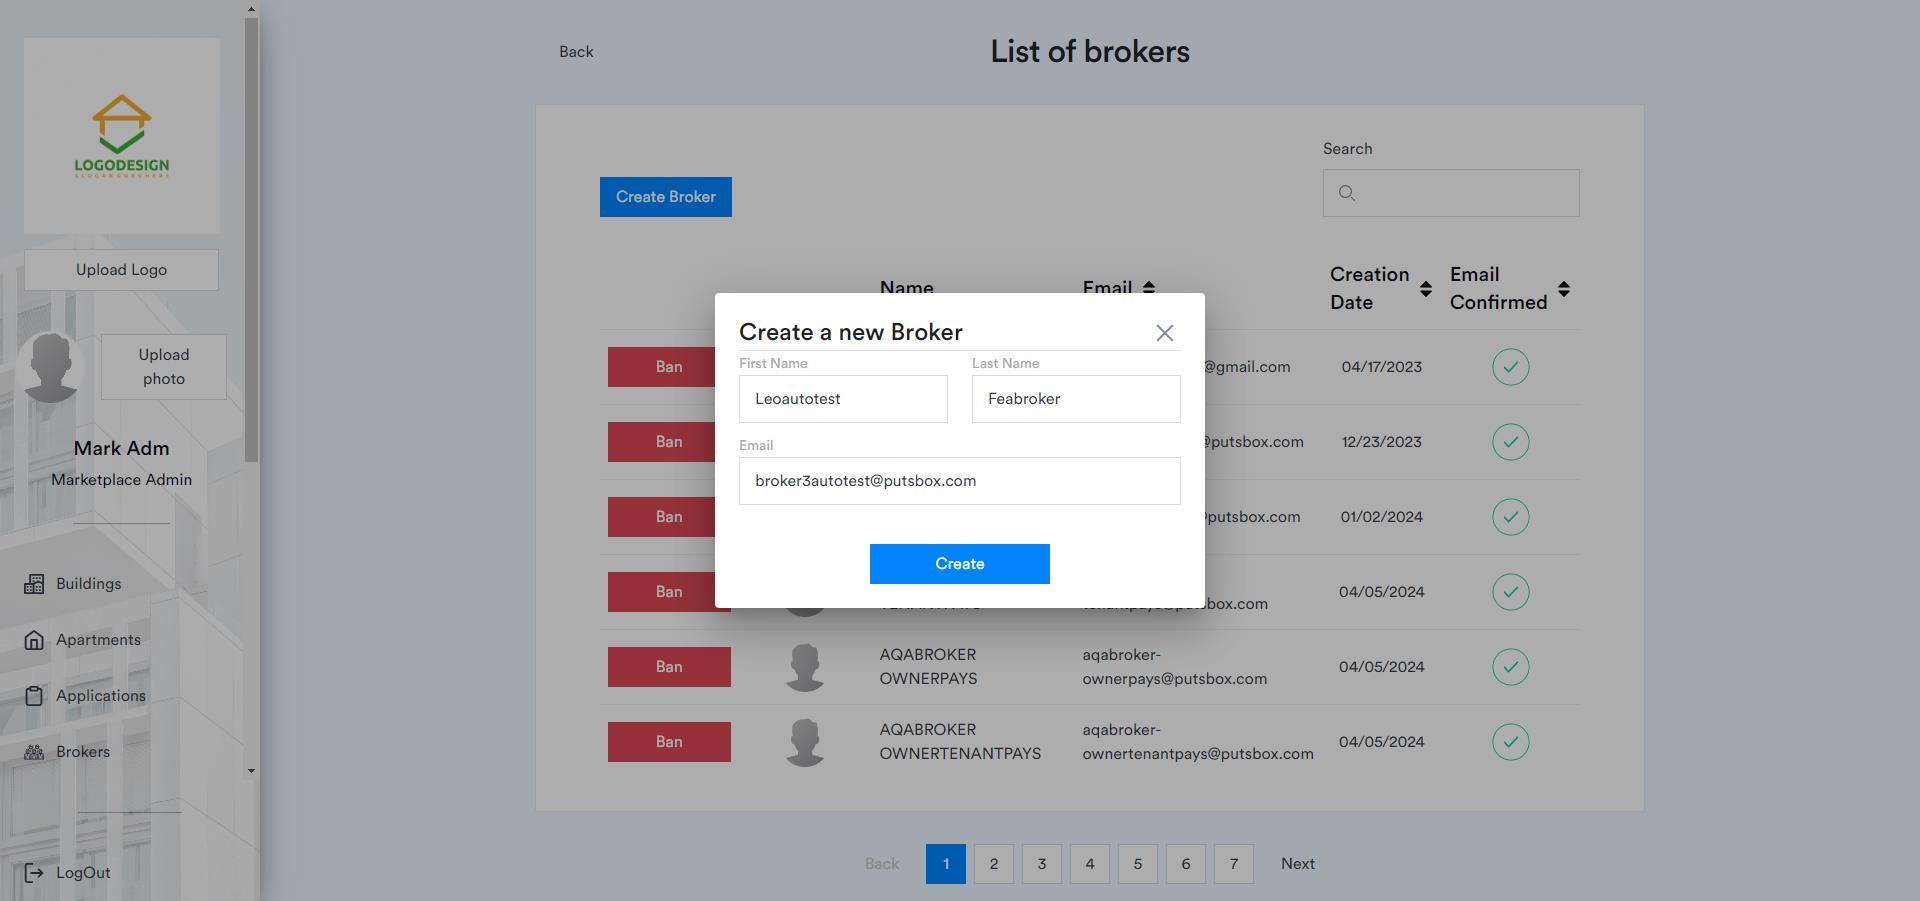 LOGODESIGN
SLOGAN GOES HERE
Upload Logo
Upload
photo
Mark Adm
Marketplace Admin
Buildings
Apartments
Applications
Brokers
LogOut
Back
List of brokers
Search
Create Broker
Name
Email
Creation
Date
Email
Confirmed
Create a new Broker
First Name
Last Name
Leoautotest
Feabroker
Email
broker3autotest@putsbox.com
Create
Ban
@gmail.com
04/17/2023
Ban
@putsbox.com
12/23/2023
Ban
putsbox.com
01/02/2024
Ban
04/05/2024
Ban
AQABROKER
OWNERPAYS
aqabroker-
ownerpays@putsbox.com
04/05/2024
Ban
AQABROKER
OWNERTENANTPAYS
aqabroker-
ownertenantpays@putsbox.com
04/05/2024
Back
1
2
3
4
5
6
7
Next